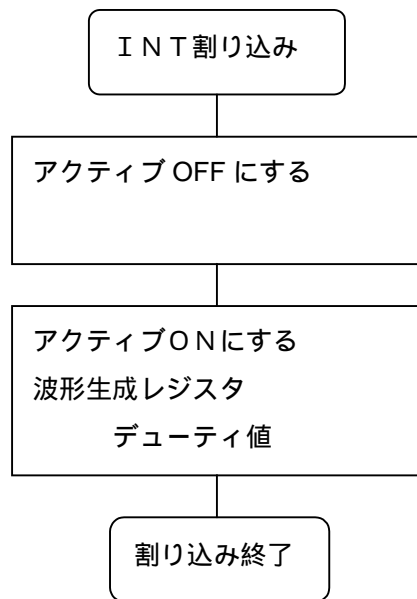 ＩＮＴ割り込み
アクティブ OFF にする
アクティブＯＮにする
波形生成レジスタ
デューティ値
割り込み終了